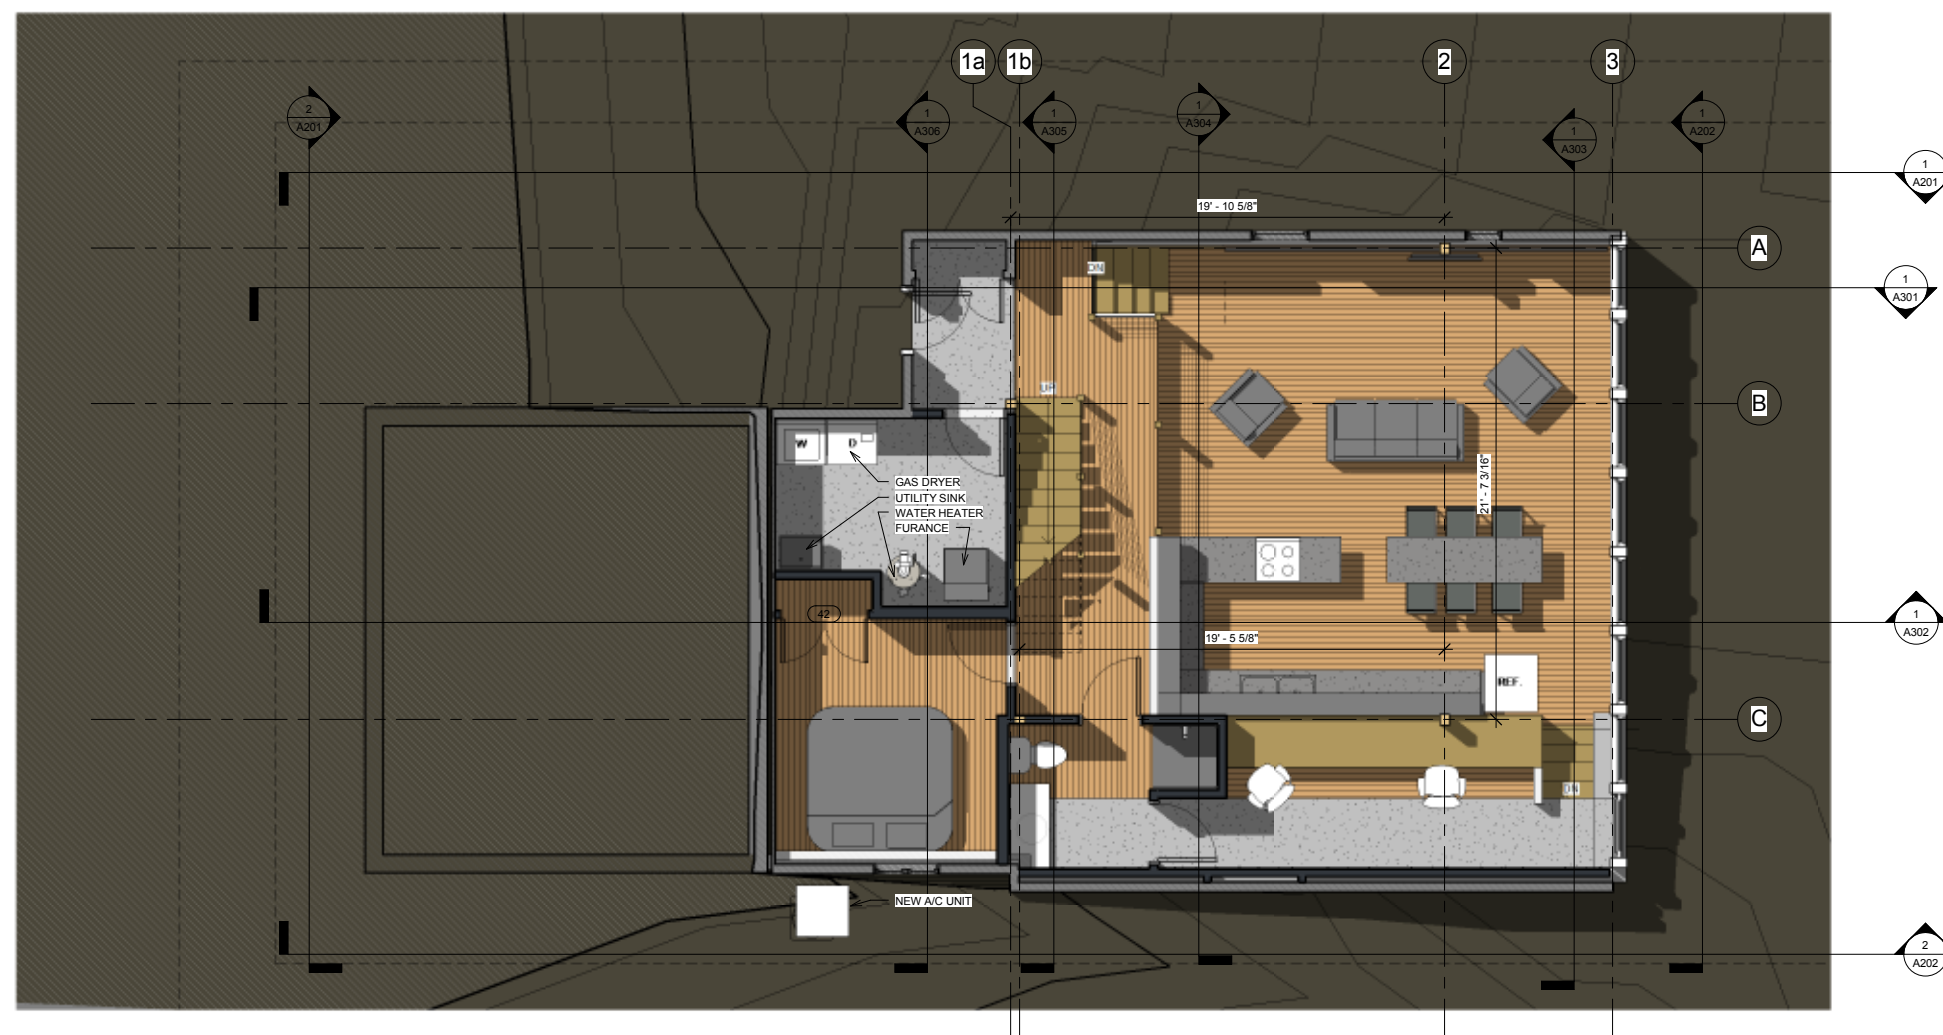 1a 1b 2 3
2
A201
1
A306
1
A305
1
A304
1
A303
1
A202
1
A201
19' - 10 5/8"
A
DN
1
A301
UP
B
W D
GAS DRYER
UTILITY SINK
WATER HEATER
FURANCE
21' - 7 3/16"
42
1
A302
19' - 5 5/8"
REF.
C
DN
NEW A/C UNIT
2
A202